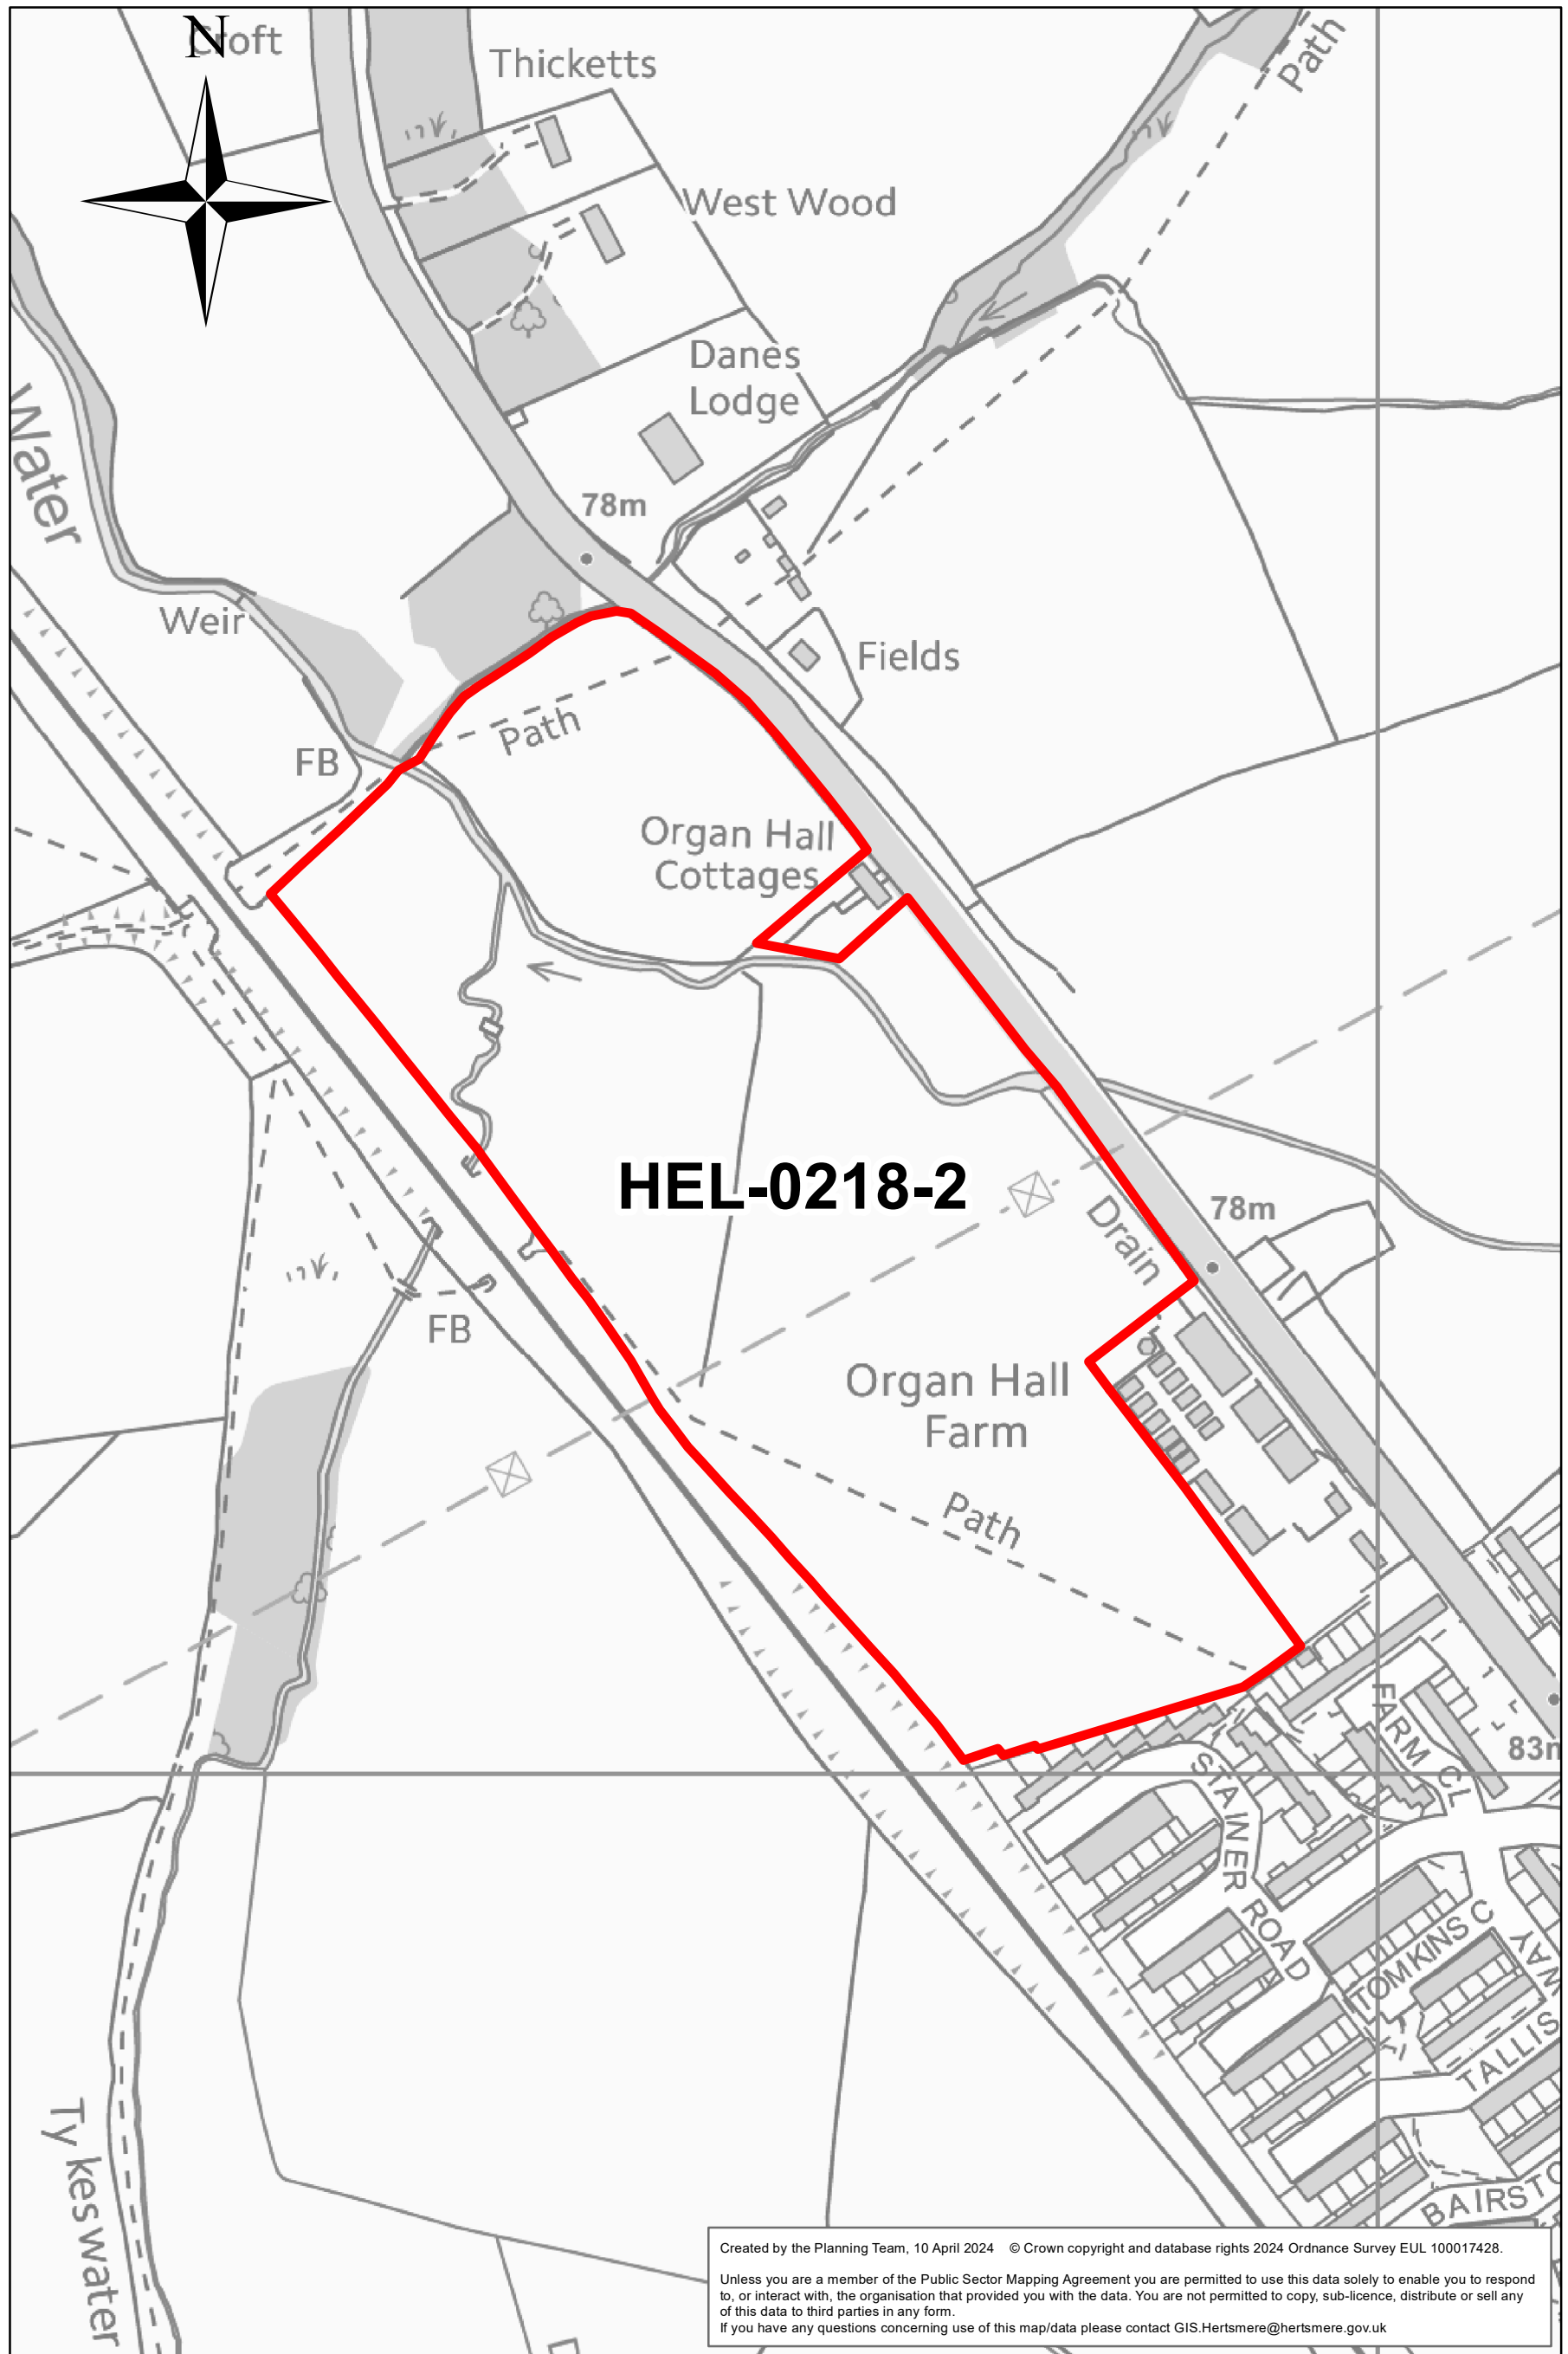 N
Croft
Thicketts
Path
West Wood
Danes
Lodge
Water
78m
Weir
Fields
Path
FB
Organ Hall
Cottages
HEL-0218-2
78m
Drain
FB
Organ Hall
Farm
Path
FARM CL
83m
STAINER ROAD
TOMKINS C
WAY
TALLIS
BAIRSTO
Tykeswater
D
Created by the Planning Team, 10 April 2024 © Crown copyright and database rights 2024 Ordnance Survey EUL 100017428.
Unless you are a member of the Public Sector Mapping Agreement you are permitted to use this data solely to enable you to respond
to, or interact with, the organisation that provided you with the data. You are not permitted to copy, sub-licence, distribute or sell any
of this data to third parties in any form.
If you have any questions concerning use of this map/data please contact GIS.Hertsmere@hertsmere.gov.uk